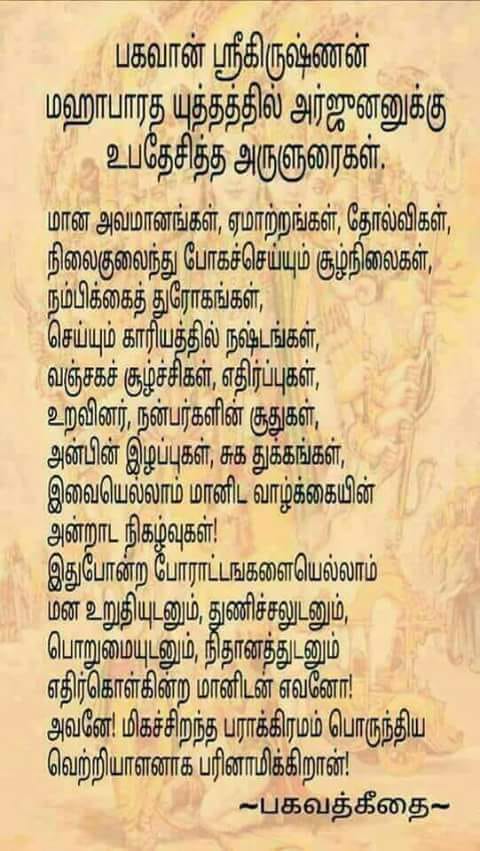 பகவான் ஸ்ரீகிருஷ்ணன்
மஹாபாரத யுத்தத்தில் அர்ஜுனனுக்கு
உபதேசித்த அருளுரைகள்.
மான அவமானங்கள், ஏமாற்றங்கள், தோல்விகள்,
நிலைகுலைந்து போகச்செய்யும் சூழ்நிலைகள்,
நம்பிக்கைத் துரோகங்கள்,
செய்யும் காரியத்தில் நஷ்டங்கள்,
வஞ்சகச் சூழ்ச்சிகள், எதிர்ப்புகள்,
உறவினர், நன்பர்களின் சூதுகள்,
அன்பின் இழப்புகள், சுக துக்கங்கள்,
இவையெல்லாம் மானிட வாழ்க்கையின்
அன்றாட நிகழ்வுகள்!
இதுபோன்ற போராட்டஙகளையெல்லாம்
மன உறுதியுடனும், துணிச்சலுடனும்,
பொறுமையுடனும், நிதானத்துடனும்
எதிர்கொள்கின்ற மானிடன் எவனோ!
அவனே! மிகச்சிறந்த பராக்கிரமம் பொருந்திய
வெற்றியாளனாக பரினாமிக்கிறான்!
~பகவத்கீதை~